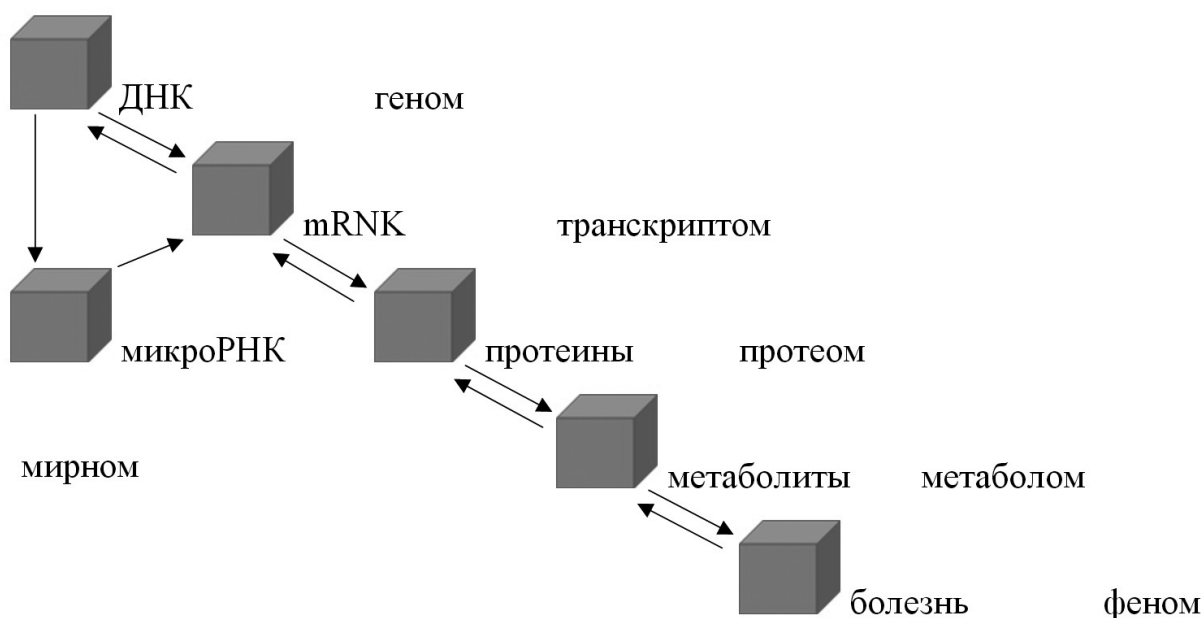 ДНК геном
mRNK транскриптом
микроРНК протеины протеом
мирном метаболиты метаболом
болезнь феном